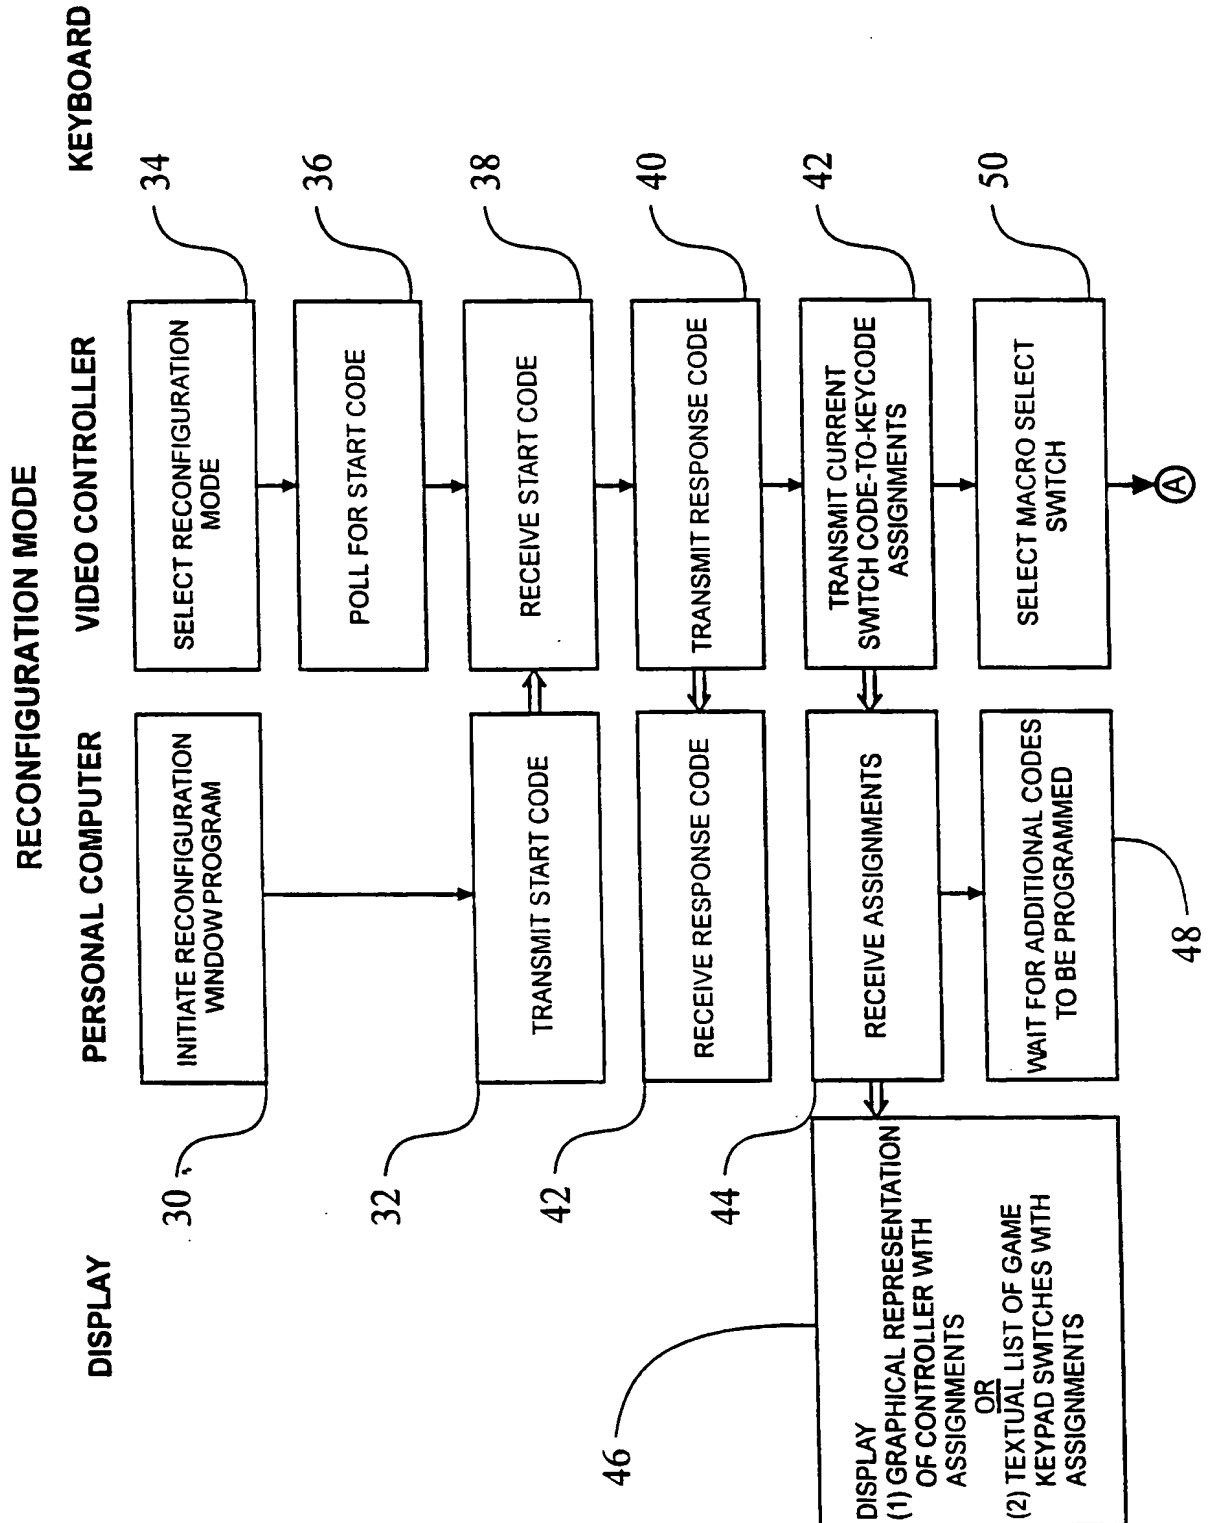 RECONFIGURATION MODE
DISPLAY
PERSONAL COMPUTER
VIDEO CONTROLLER
KEYBOARD
30
INITIATE RECONFIGURATION
WINDOW PROGRAM
SELECT RECONFIGURATION
MODE
34
POLL FOR START CODE
36
32
TRANSMIT START CODE
RECEIVE START CODE
38
42
RECEIVE RESPONSE CODE
TRANSMIT RESPONSE CODE
40
44
RECEIVE ASSIGNMENTS
TRANSMIT CURRENT
SWITCH CODE-TO-KEYCODE
ASSIGNMENTS
42
46
DISPLAY
(1) GRAPHICAL REPRESENTATION
OF CONTROLLER WITH
ASSIGNMENTS
OR
(2) TEXTUAL LIST OF GAME
KEYPAD SWITCHES WITH
ASSIGNMENTS
WAIT FOR ADDITIONAL CODES
TO BE PROGRAMMED
48
SELECT MACRO SELECT
SWITCH
50
A